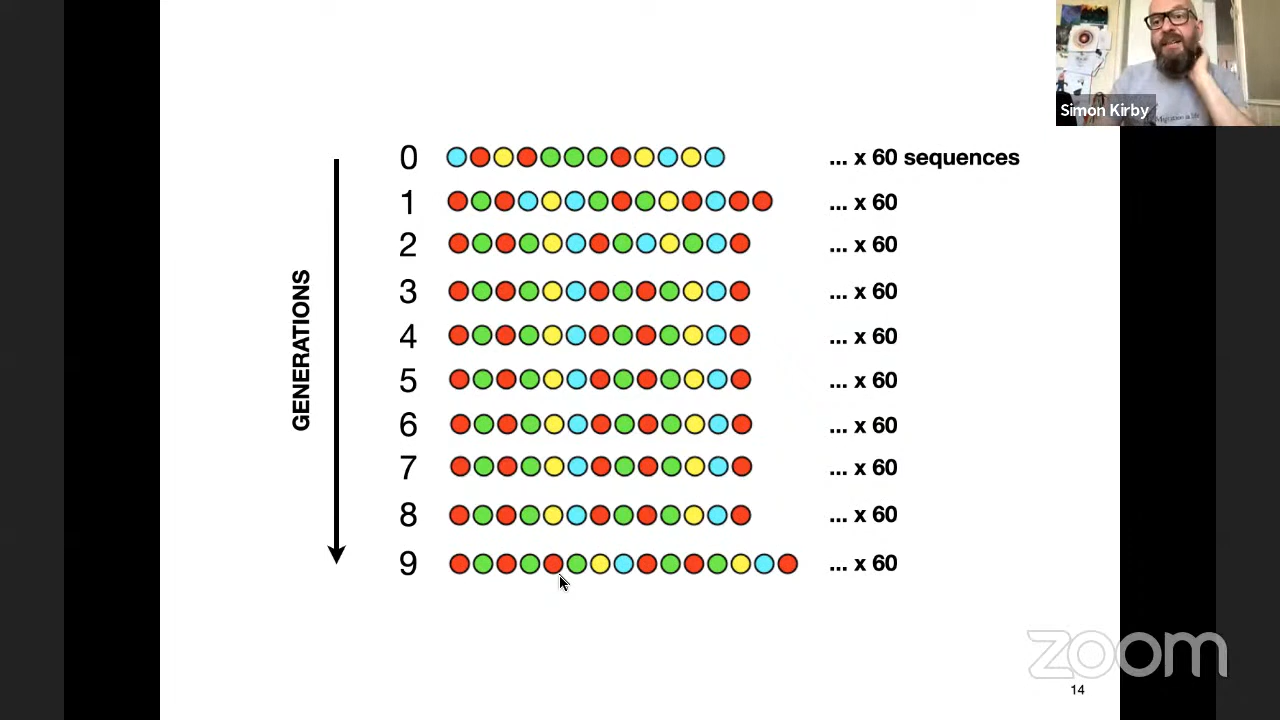 Simon Kirby
0 ... x 60 sequences
1 ... x 60
2 ... x 60
3 ... x 60
4 ... x 60
5 ... x 60
6 ... x 60
7 ... x 60
8 ... x 60
9 ... x 60
GENERATIONS
zoom
14